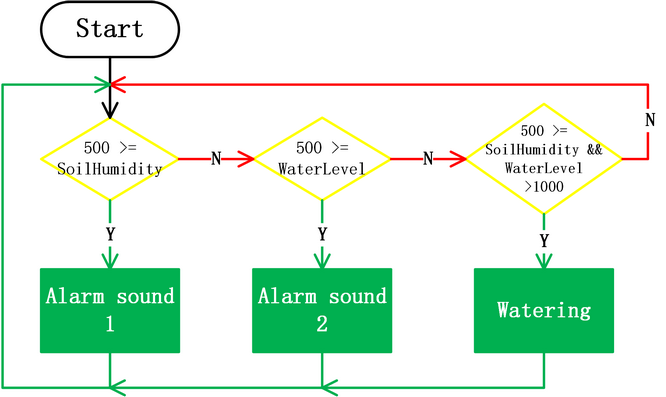 Start
500 >=
SoilHumidity
N
500 >=
WaterLevel
N
500 >=
SoilHumidity &&
WaterLevel
>1000
N
Y
Y
Y
Alarm sound
1
Alarm sound
2
Watering